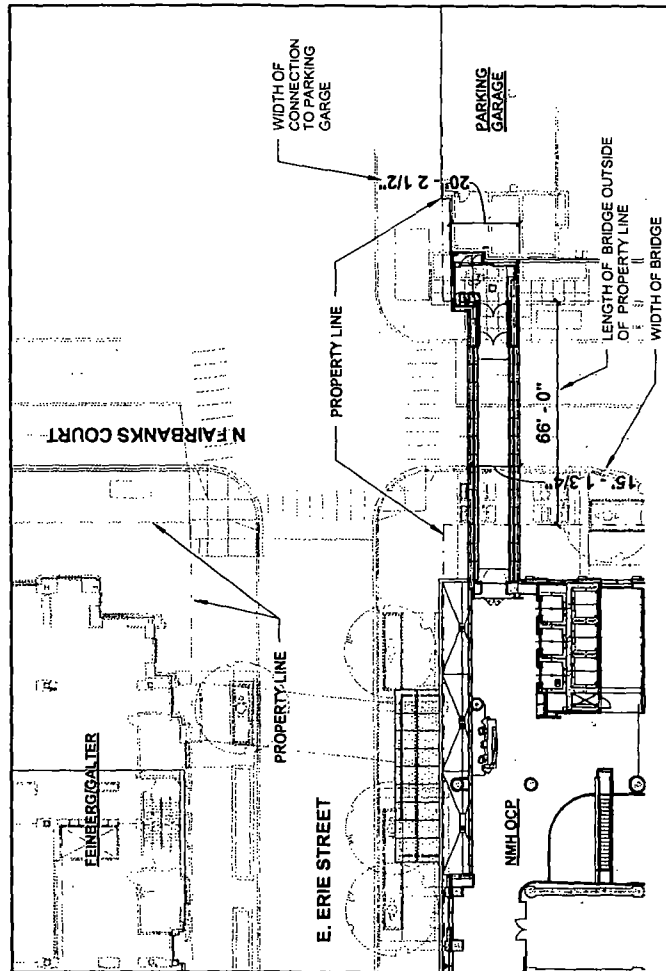 N FAIRBANKS COURT
FEINBERG/GALTER
PROPERTY LINE
E. ERIE STREET
NMH OCP
PROPERTY LINE
WIDTH OF
CONNECTION
TO PARKING
GARGE
20' - 2 1/2"
PARKING
GARAGE
66' - 0"
15' - 1 3/4"
LENGTH OF BRIDGE OUTSIDE
OF PROPERTY LINE
WIDTH OF BRIDGE